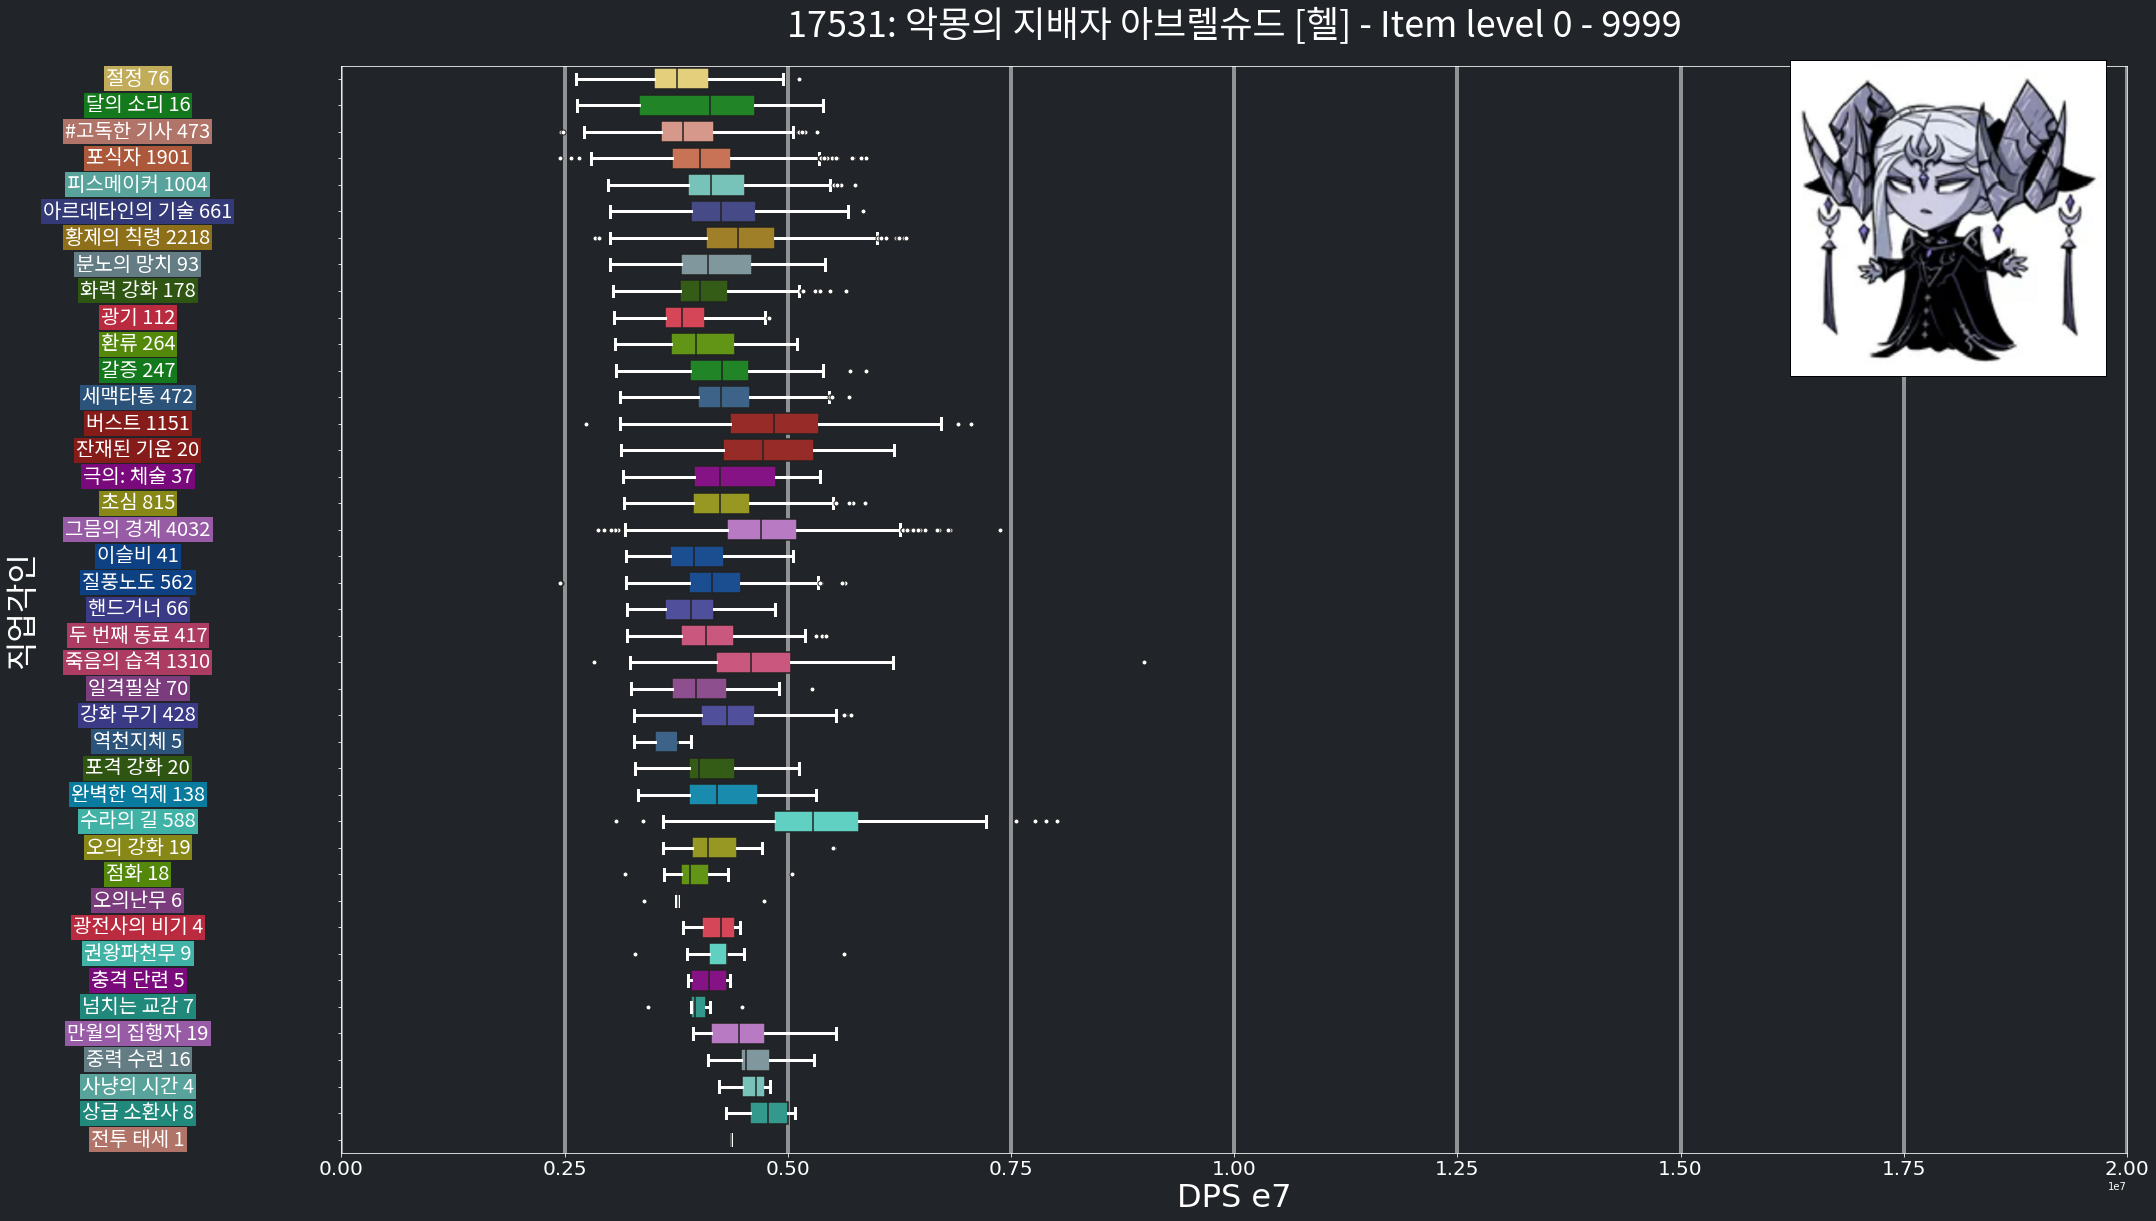 17531: 악몽의 지배자 아브렐슈드 [헬] - Item level 0 - 9999
직업각인
절정 76
달의 소리 16
#고독한 기사 473
포식자 1901
피스메이커 1004
아르데타인의 기술 661
황제의 칙령 2218
분노의 망치 93
화력 강화 178
광기 112
환류 264
갈증 247
세맥타통 472
버스트 1151
잔재된 기운 20
극의: 체술 37
초심 815
그믐의 경계 4032
이슬비 41
질풍노도 562
핸드거너 66
두 번째 동료 417
죽음의 습격 1310
일격필살 70
강화 무기 428
역천지체 5
포격 강화 20
완벽한 억제 138
수라의 길 588
오의 강화 19
점화 18
오의난무 6
광전사의 비기 4
권왕파천무 9
충격 단련 5
넘치는 교감 7
만월의 집행자 19
중력 수련 16
사냥의 시간 4
상급 소환사 8
전투 태세 1
0.00 0.25 0.50 0.75 1.00 1.25 1.50 1.75 2.00
1e7
DPS e7